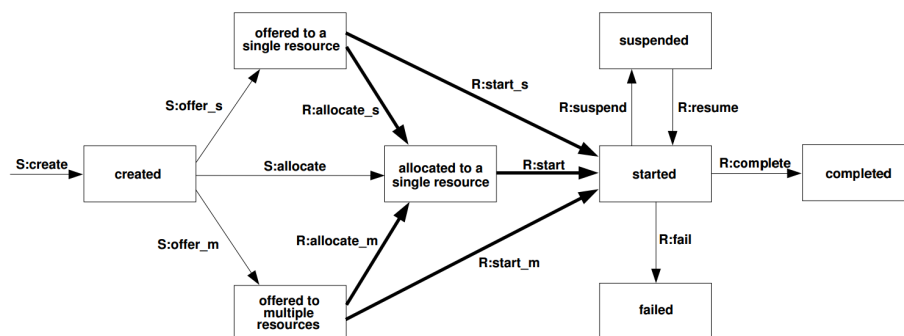 offered to a
single resource
suspended
R:start_s
S:offer_s
R:allocate_s
R:suspend
R:resume
S:create
created
S:allocate
allocated to a
single resource
R:start
started
R:complete
completed
S:offer_m
R:allocate_m
R:start_m
R:fail
offered to
multiple
resources
failed